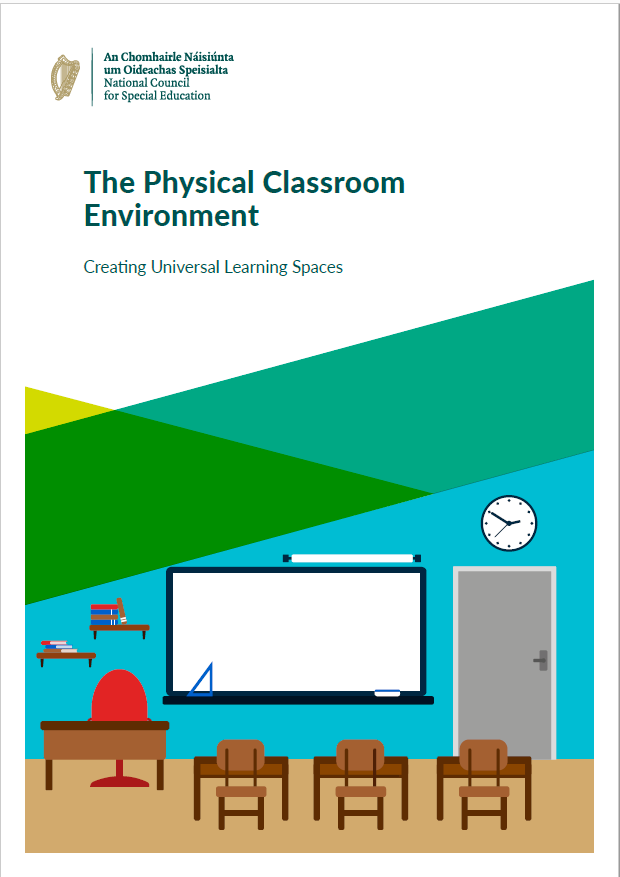 An Chomhairle Náisiúnta
um Oideachas Speisialta
National Council
for Special Education
The Physical Classroom
Environment
Creating Universal Learning Spaces